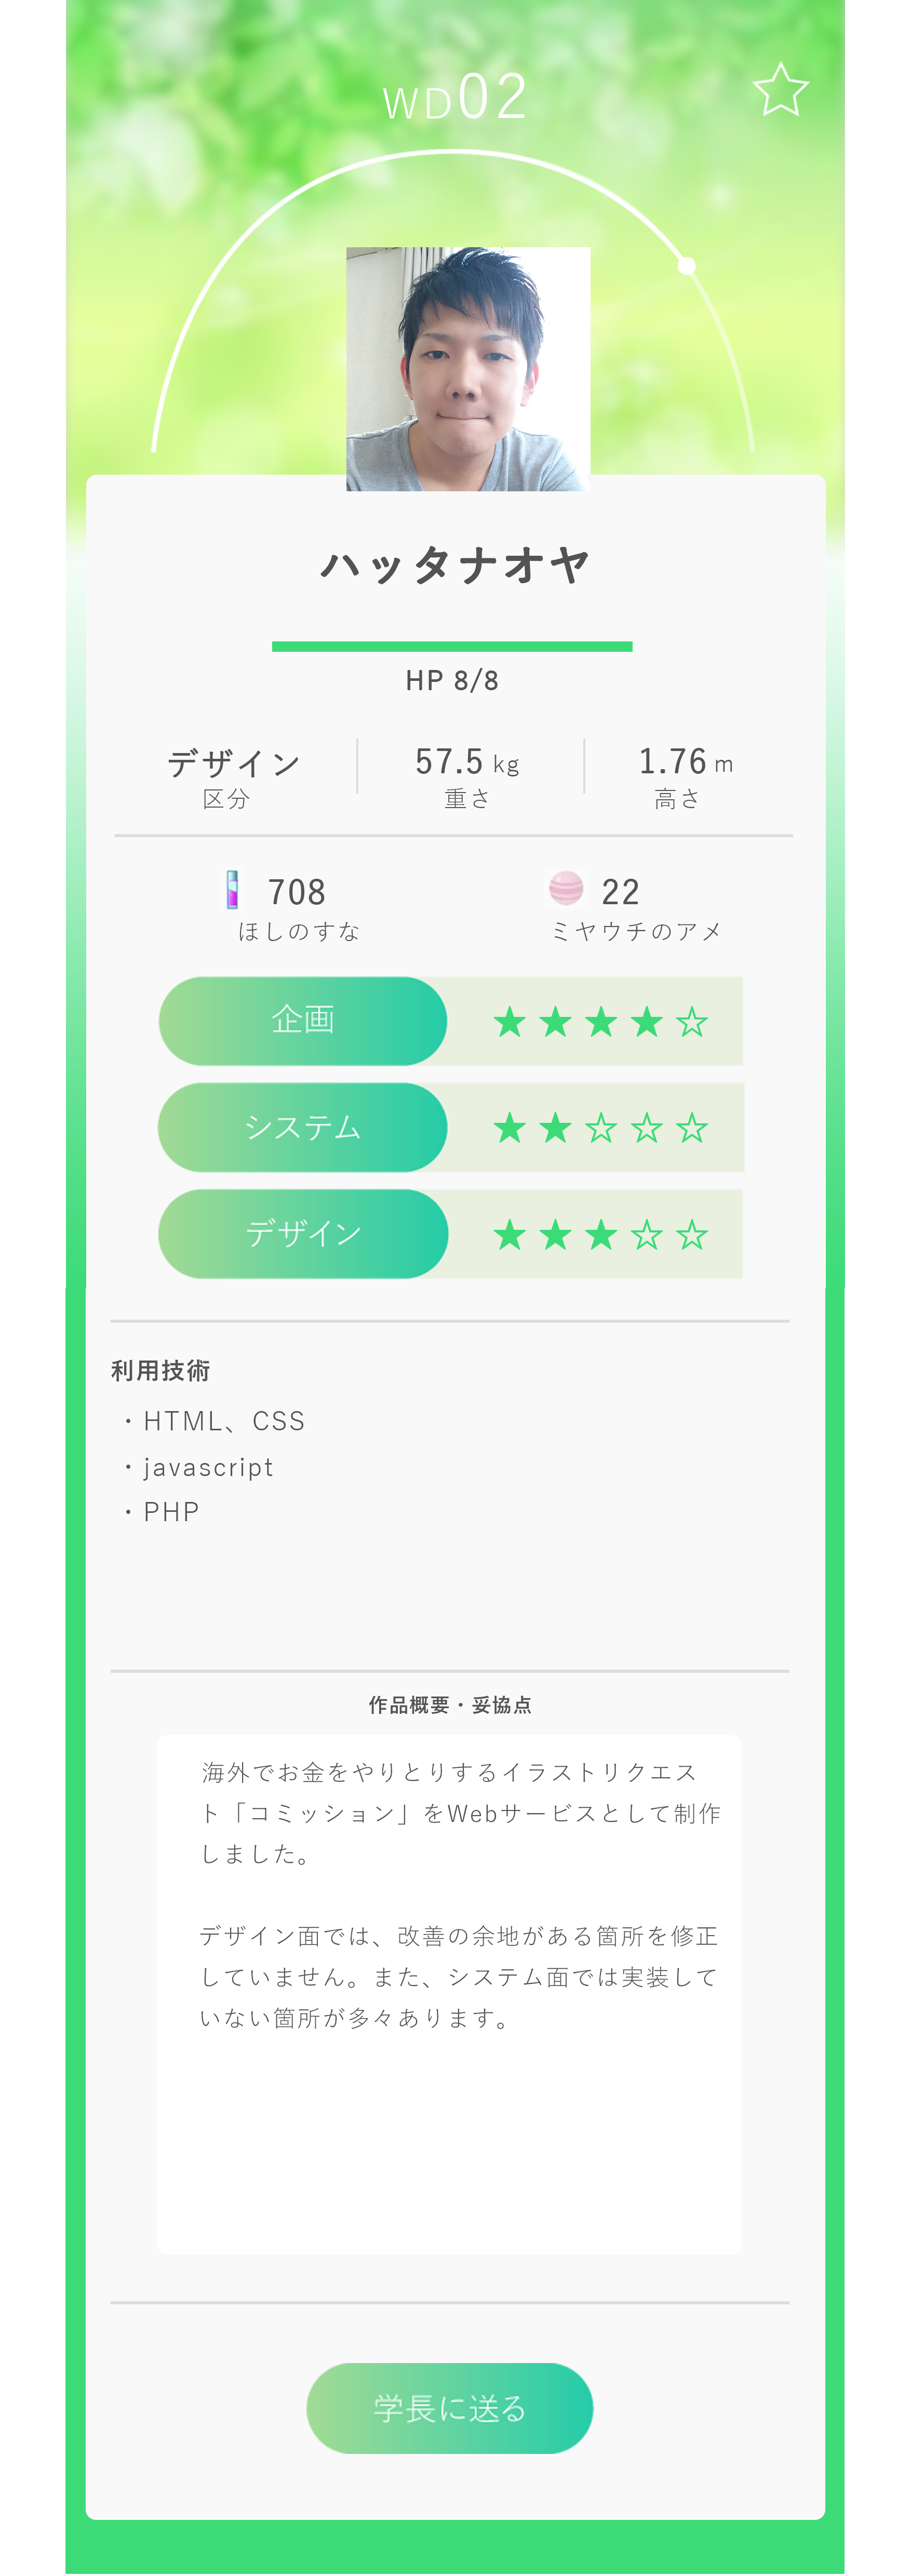 WD02
ハッタナオヤ
HP 8/8
デザイン 57.5 kg 1.76 m
区分 重さ 高さ
708 22
ほしのすな ミヤウチのアメ
企画 ★★★★☆
システム ★★☆☆☆
デザイン ★★★☆☆
利用技術
・HTML、CSS
・javascript
・PHP
作品概要・妥協点
海外でお金をやりとりするイラストリクエス
ト「コミッション」をWebサービスとして制作
しました。
デザイン面では、改善の余地がある箇所を修正
していません。また、システム面では実装して
いない箇所が多々あります。
学長に送る